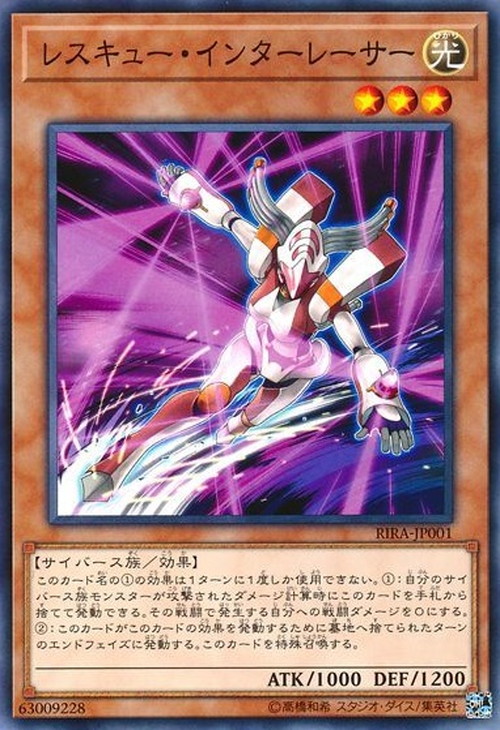 レスキュー・インターレーサー
光
RIRA-JP001
【サイバース族／効果】
このカード名の①の効果は1ターンに1度しか使用できない。①：自分のサイ
バース族モンスターが攻撃されたダメージ計算時にこのカードを手札から
捨てて発動できる。その戦闘で発生する自分への戦闘ダメージを０にする。
②：このカードがこのカードの効果を発動するために墓地へ捨てられたターン
のエンドフェイズに発動する。このカードを特殊召喚する。
ATK/1000 DEF/1200
63009228 ©高橋和希 スタジオ・ダイス/集英社